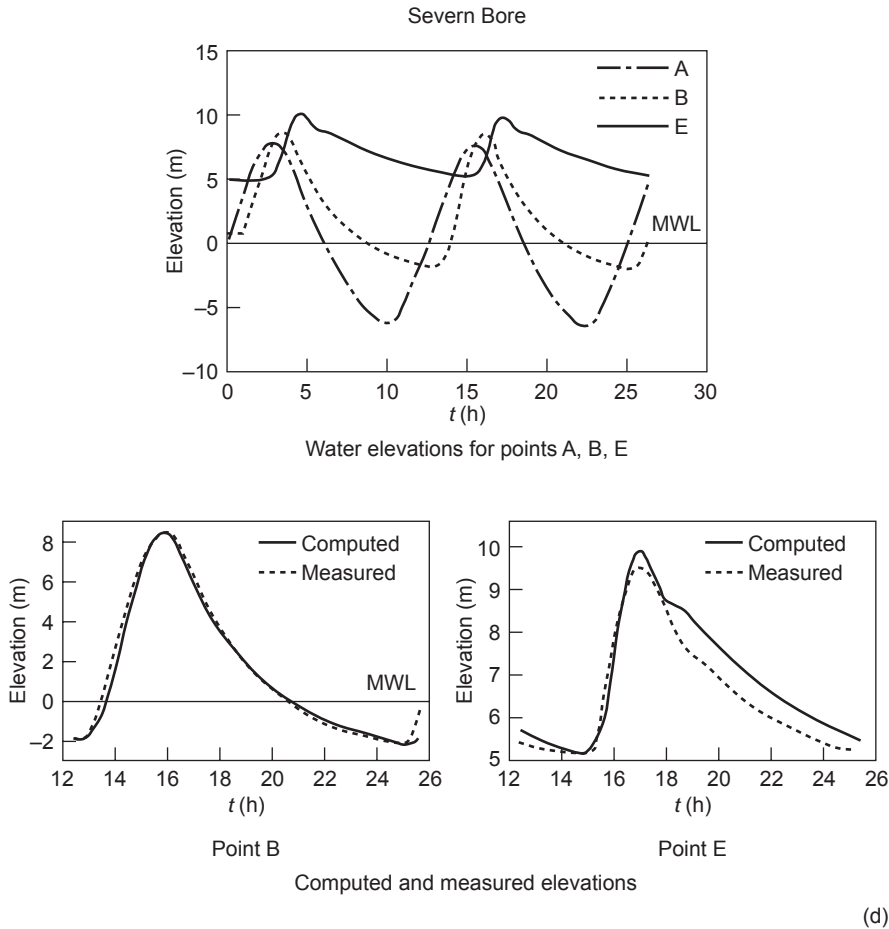 Severn Bore
15
10
5
0
–5
–10
Elevation (m)
A
B
E
MWL
0 5 10 15 20 25 30
t (h)
Water elevations for points A, B, E
8
6
4
2
0
–2
Elevation (m)
Computed
Measured
MWL
12 14 16 18 20 22 24 26
t (h)
Point B
10
9
8
7
6
5
Elevation (m)
Computed
Measured
12 14 16 18 20 22 24 26
t (h)
Point E
Computed and measured elevations
(d)